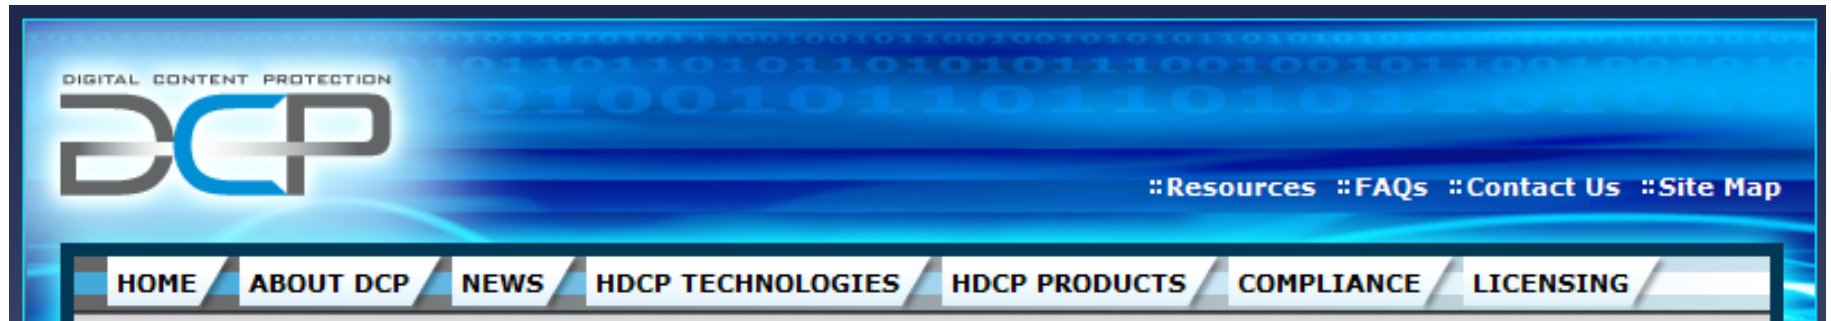 DIGITAL CONTENT PROTECTION
DCP
::Resources ::FAQs ::Contact Us ::Site Map
HOME ABOUT DCP NEWS HDCP TECHNOLOGIES HDCP PRODUCTS COMPLIANCE LICENSING